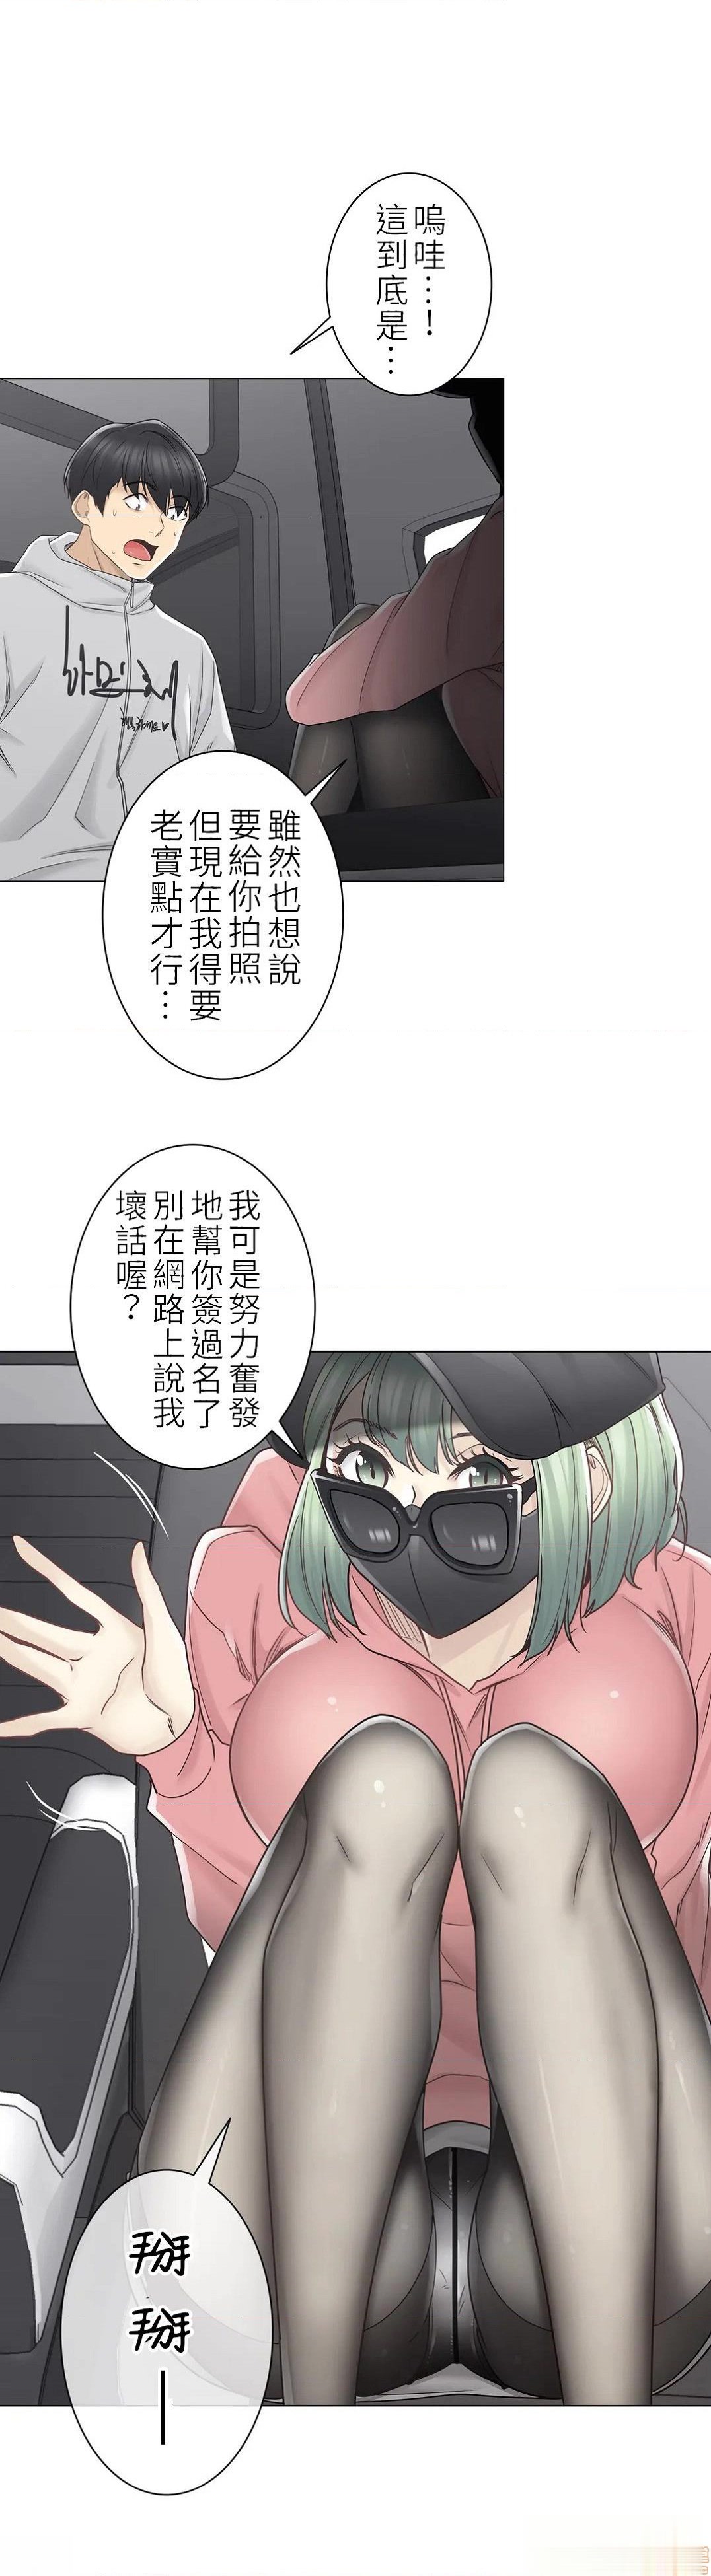 嗚哇…！
這到底是…
雖然也想說
要給你拍照
但現在我得要
老實點才行…
我可是努力奮發
地幫你簽過名了
別在網路上說我
壞話喔？
掰
掰
—